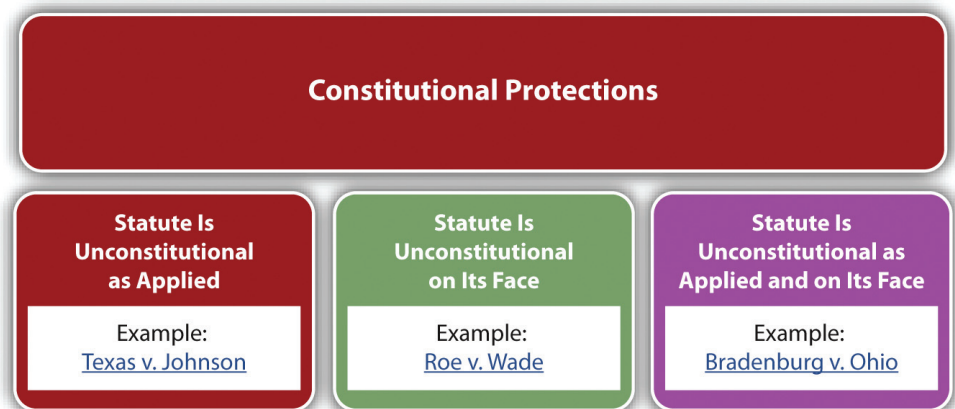 Constitutional Protections
Statute Is
Unconstitutional
as Applied
Example:
Texas v. Johnson
Statute Is
Unconstitutional
on Its Face
Example:
Roe v. Wade
Statute Is
Unconstitutional as
Applied and on Its Face
Example:
Bradenburg v. Ohio